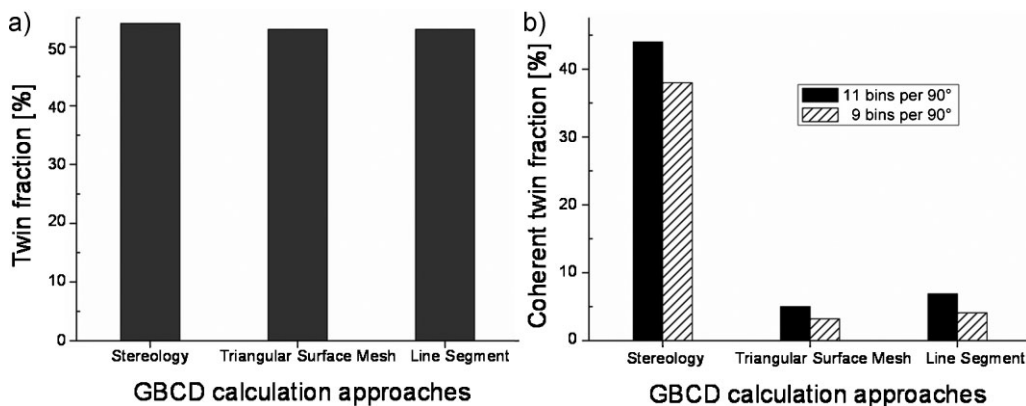 a)
Twin fraction [%]
50
40
30
20
10
0
Stereology Triangular Surface Mesh Line Segment
GBCD calculation approaches
b)
Coherent twin fraction [%]
40
30
20
10
0
11 bins per 90°
9 bins per 90°
Stereology Triangular Surface Mesh Line Segment
GBCD calculation approaches